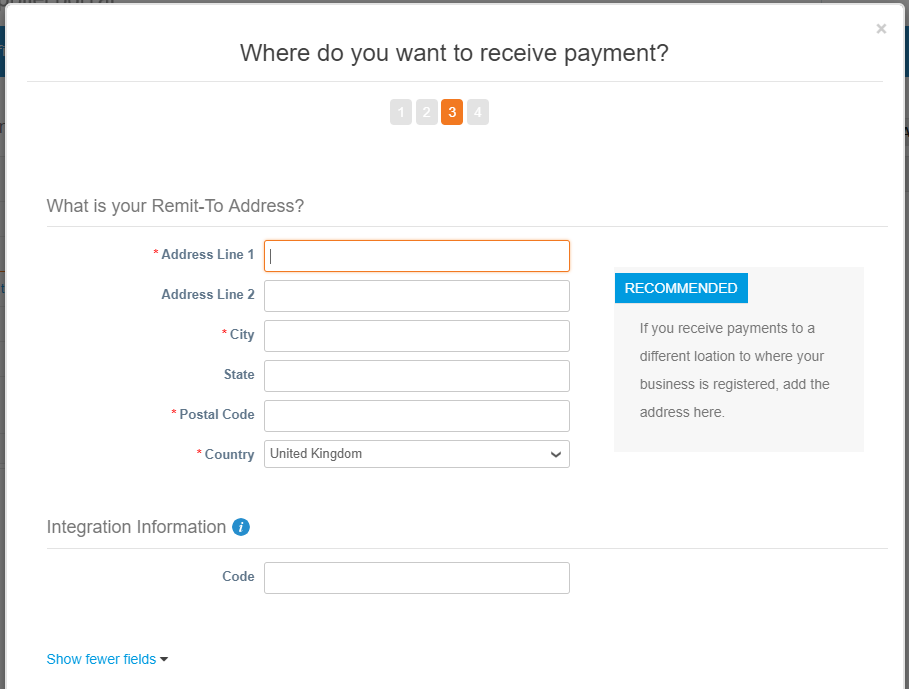 ×
Where do you want to receive payment?
1 2 3 4
What is your Remit-To Address?
* Address Line 1
Address Line 2
* City
State
* Postal Code
* Country United Kingdom
RECOMMENDED
If you receive payments to a
different loation to where your
business is registered, add the
address here.
Integration Information i
Code
Show fewer fields